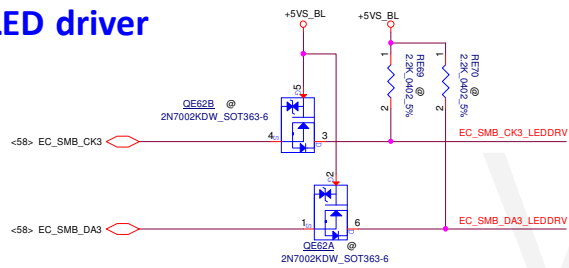 LED driver
+5VS_BL
+5VS_BL
5
G
QE62B @
2N7002KDW_SOT363-6
1
RE69 @
2.2K_0402_5%
2
1
RE70 @
2.2K_0402_5%
2
<58> EC_SMB_CK3
4
S
3
D
EC_SMB_CK3_LEDDRV
2
G
<58> EC_SMB_DA3
1
S
6
D
EC_SMB_DA3_LEDDRV
QE62A @
2N7002KDW_SOT363-6